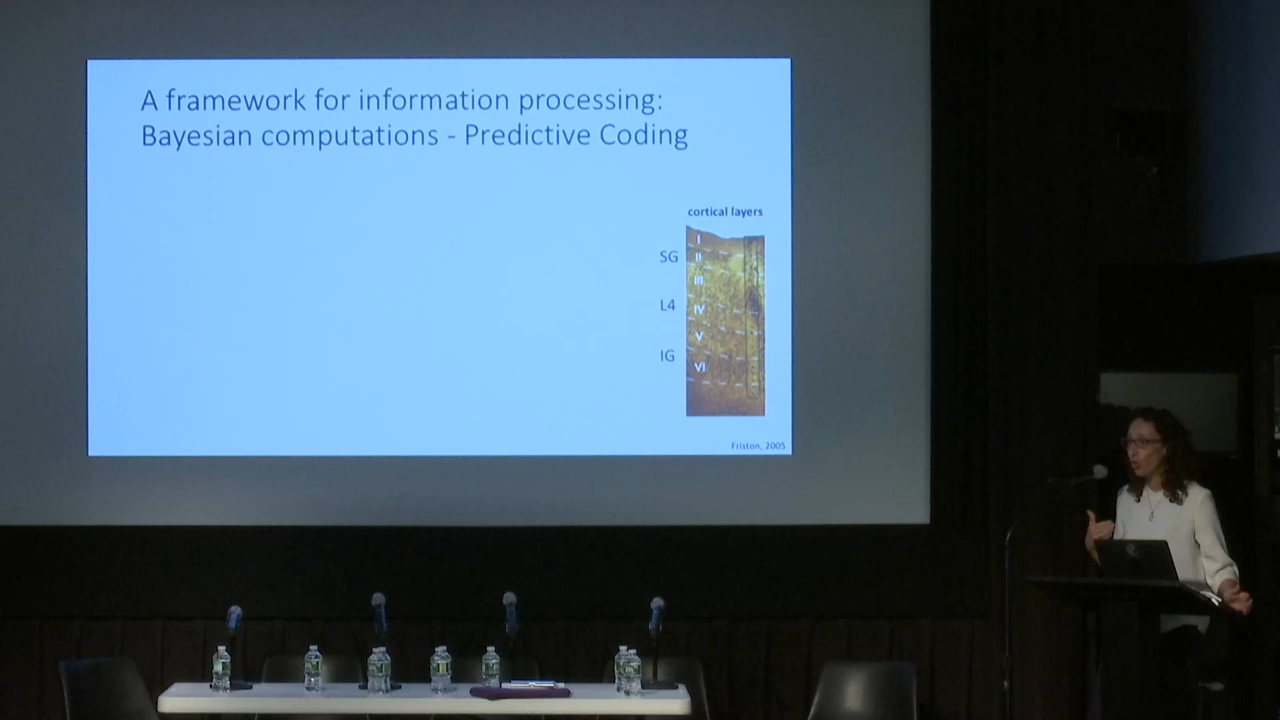 A framework for information processing:
Bayesian computations - Predictive Coding
cortical layers
I
SG
II
III
L4
IV
V
IG
VI
Friston, 2005